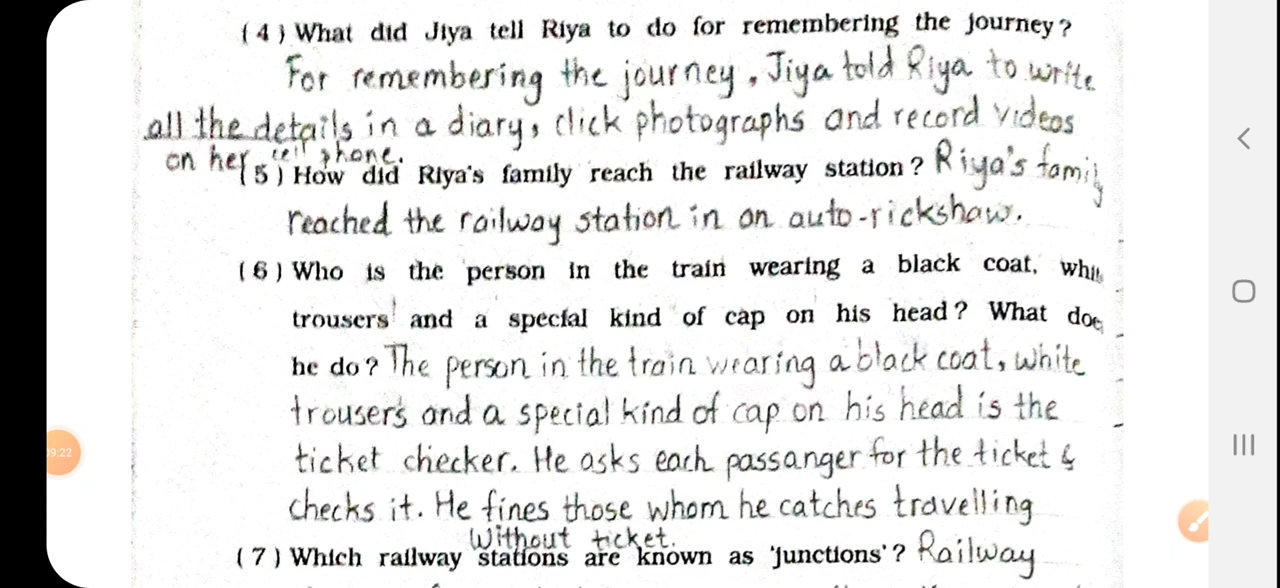 (4) What did Jiya tell Riya to do for remembering the journey?
For remembering the journey, Jiya told Riya to write
all the details in a diary, click photographs and record videos
on her cell phone.
(5) How did Riya's family reach the railway station? Riya's family
reached the railway station in an auto-rickshaw.
(6) Who is the person in the train wearing a black coat,
trousers and a special kind of cap on his head? What
he do? The person in the train wearing a black coat, white
trousers and a special kind of cap on his head is the
ticket checker. He asks each passanger for the ticket &
checks it. He fines those whom he catches travelling
without ticket.
(7) Which railway stations are known as 'junctions'? Railway
9:22